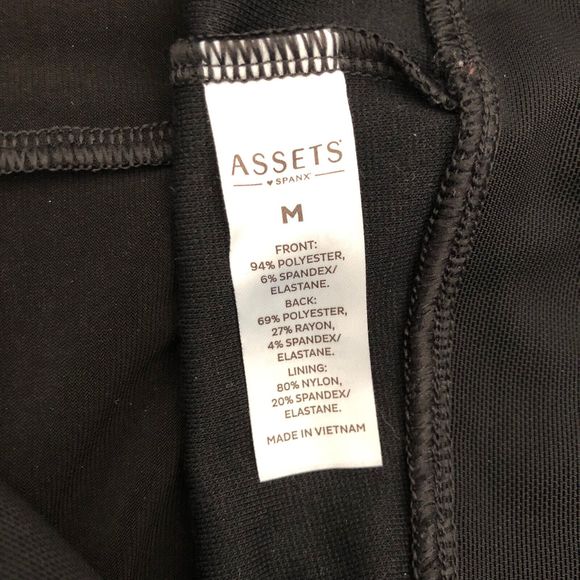 ASSETS
♥ SPANX
M
FRONT:
94% POLYESTER,
6% SPANDEX/
ELASTANE.
BACK:
69% POLYESTER,
27% RAYON,
4% SPANDEX/
ELASTANE.
LINING:
80% NYLON,
20% SPANDEX/
ELASTANE.
MADE IN VIETNAM